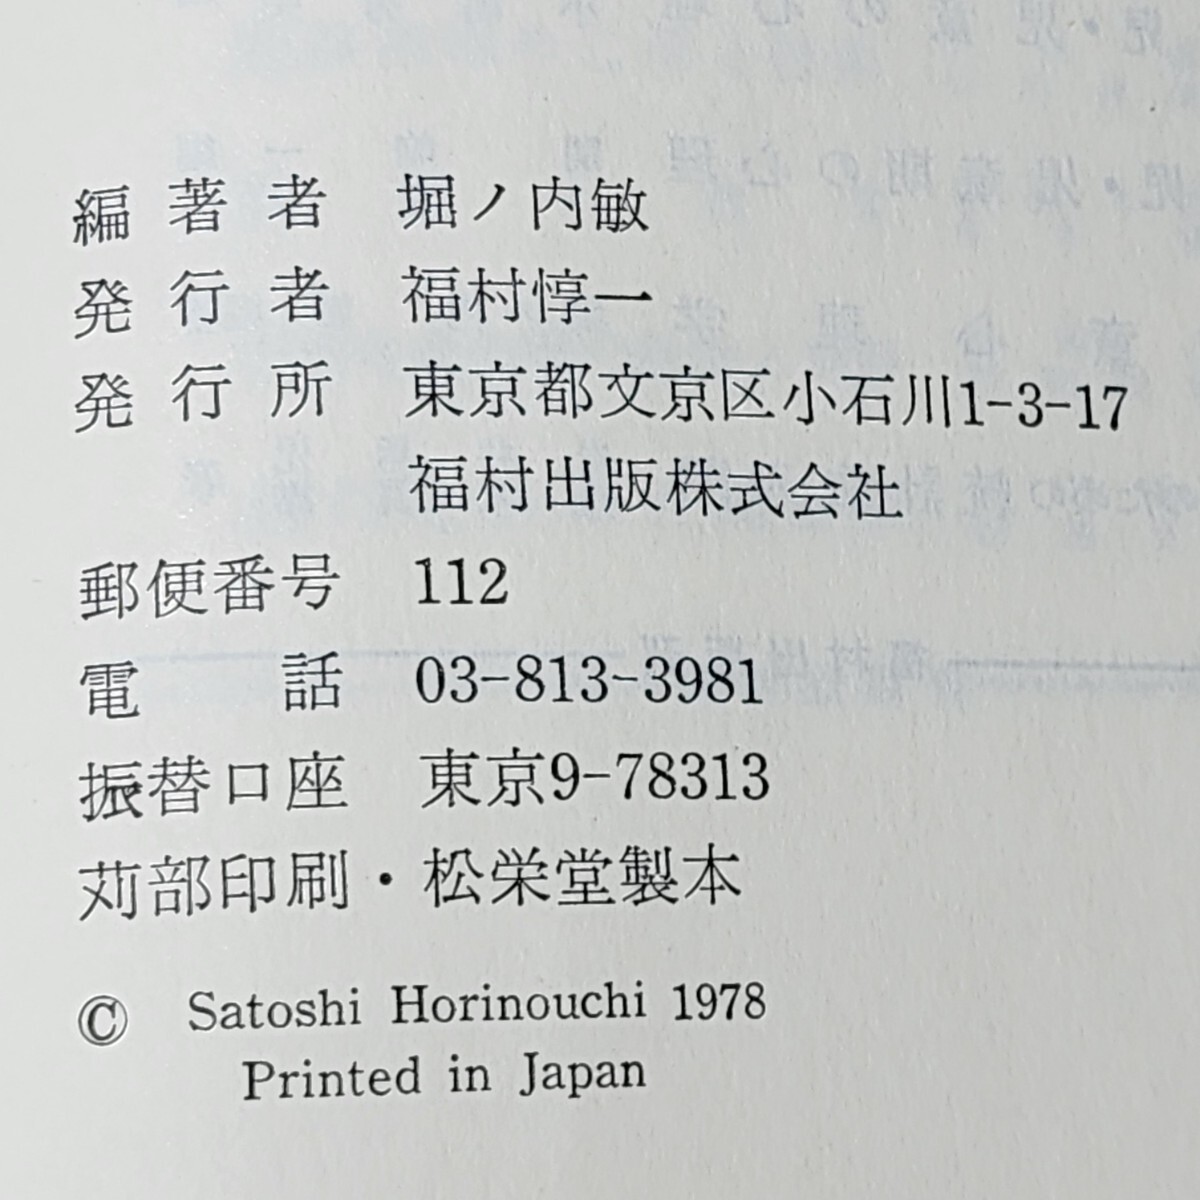 編著者 堀ノ内敏
発行者 福村惇一
発行所 東京都文京区小石川1-3-17
福村出版株式会社
郵便番号 112
電話 03-813-3981
振替口座 東京9-78313
苅部印刷・松栄堂製本
© Satoshi Horinouchi 1978
Printed in Japan